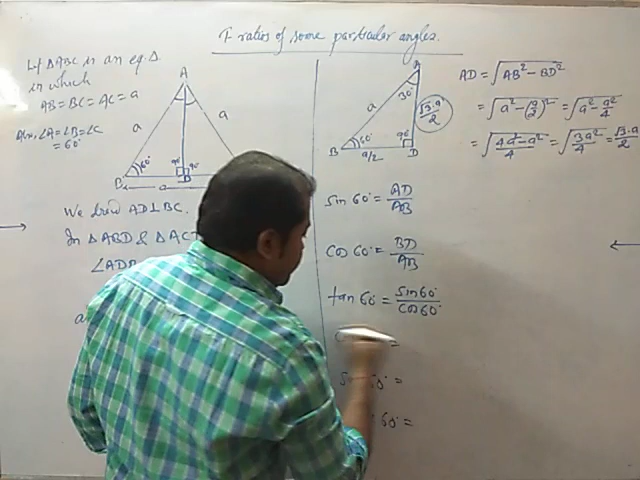 T ratios of some particular angles.
Let ΔABC is an eq. Δ
in which
AB = BC = AC = a
Also, ∠A = ∠B = ∠C
= 60°
A
a
a
60°
90°
90°
B
D
a
We draw AD ⊥ BC.
In ΔABD & ΔACD
∠ADB
A
30°
a
√3·a/2
60°
90°
B
a/2
D
AD = √(AB² − BD²)
= √(a² − (a/2)²) = √(a² − a²/4)
= √((4a² − a²)/4) = √(3a²/4) = √3·a/2
sin 60° = AD/AB
cos 60° = BD/AB
tan 60° = sin60°/cos60°
=
60° =
60° =